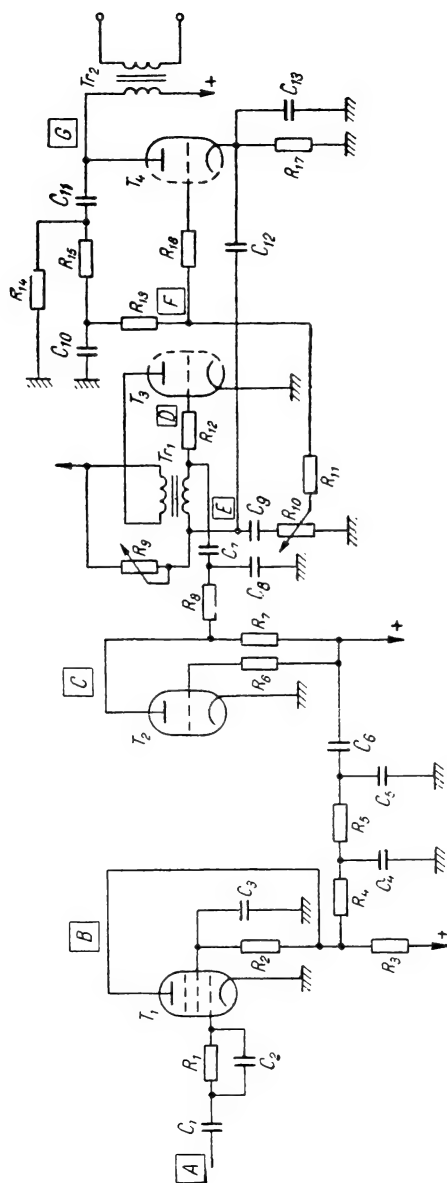 A
C₁
R₁
C₂
T₁
B
C₃
R₂
R₃
+
R₄
C₄
R₅
C₅
C₆
+
R₆
R₇
T₂
C
R₈
C₈
C₇
R₉
Tr₁
E
D
R₁₂
T₃
C₉
R₁₀
R₁₁
C₁₀
R₁₄
R₁₅
R₁₃
F
R₁₆
C₁₁
G
T₄
Tr₂
+
C₁₂
R₁₇
C₁₃